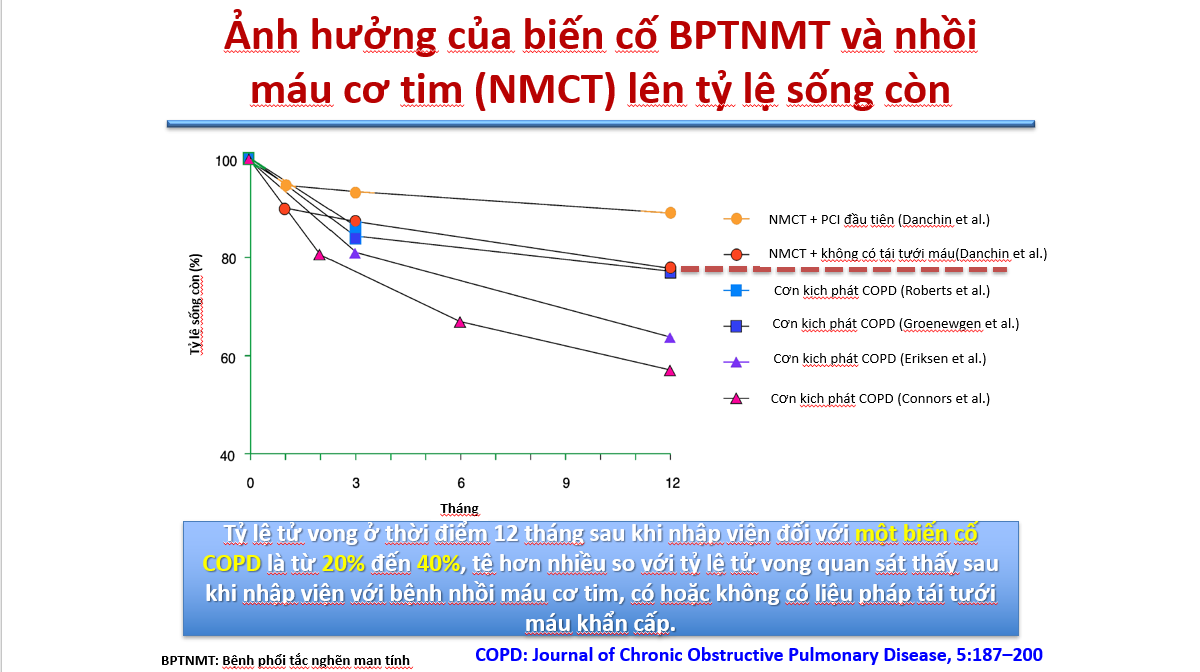 Ảnh hưởng của biến cố BPTNMT và nhồi
máu cơ tim (NMCT) lên tỷ lệ sống còn
100
80
60
40
Tỷ lệ sống còn (%)
0
3
6
9
12
Tháng
NMCT + PCI đầu tiên (Danchin et al.)
NMCT + không có tái tưới máu(Danchin et al.)
Cơn kich phát COPD (Roberts et al.)
Cơn kich phát COPD (Groenewgen et al.)
Cơn kich phát COPD (Eriksen et al.)
Cơn kich phát COPD (Connors et al.)
Tỷ lệ tử vong ở thời điểm 12 tháng sau khi nhập viện đối với một biến cố
COPD là từ 20% đến 40%, tệ hơn nhiều so với tỷ lệ tử vong quan sát thấy sau
khi nhập viện với bệnh nhồi máu cơ tim, có hoặc không có liệu pháp tái tưới
máu khẩn cấp.
BPTNMT: Bệnh phổi tắc nghẽn man tính
COPD: Journal of Chronic Obstructive Pulmonary Disease, 5:187–200